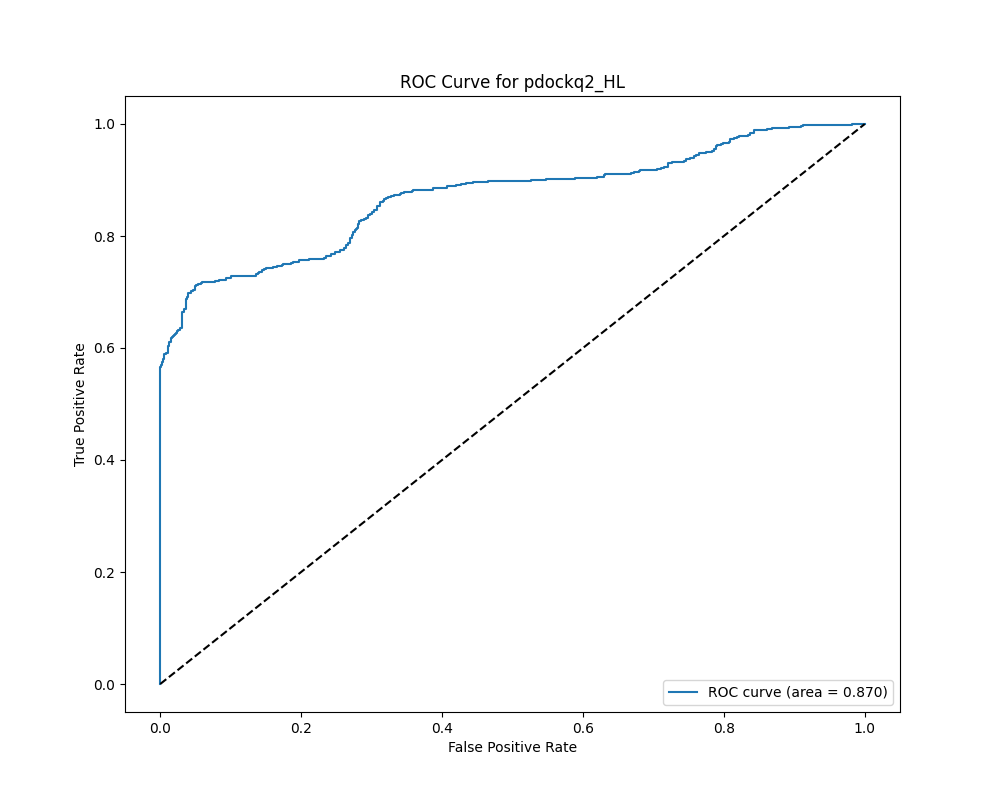 ROC Curve for pdockq2_HL
1.0
0.8
0.6
0.4
0.2
0.0
True Positive Rate
0.0 0.2 0.4 0.6 0.8 1.0
False Positive Rate
ROC curve (area = 0.870)